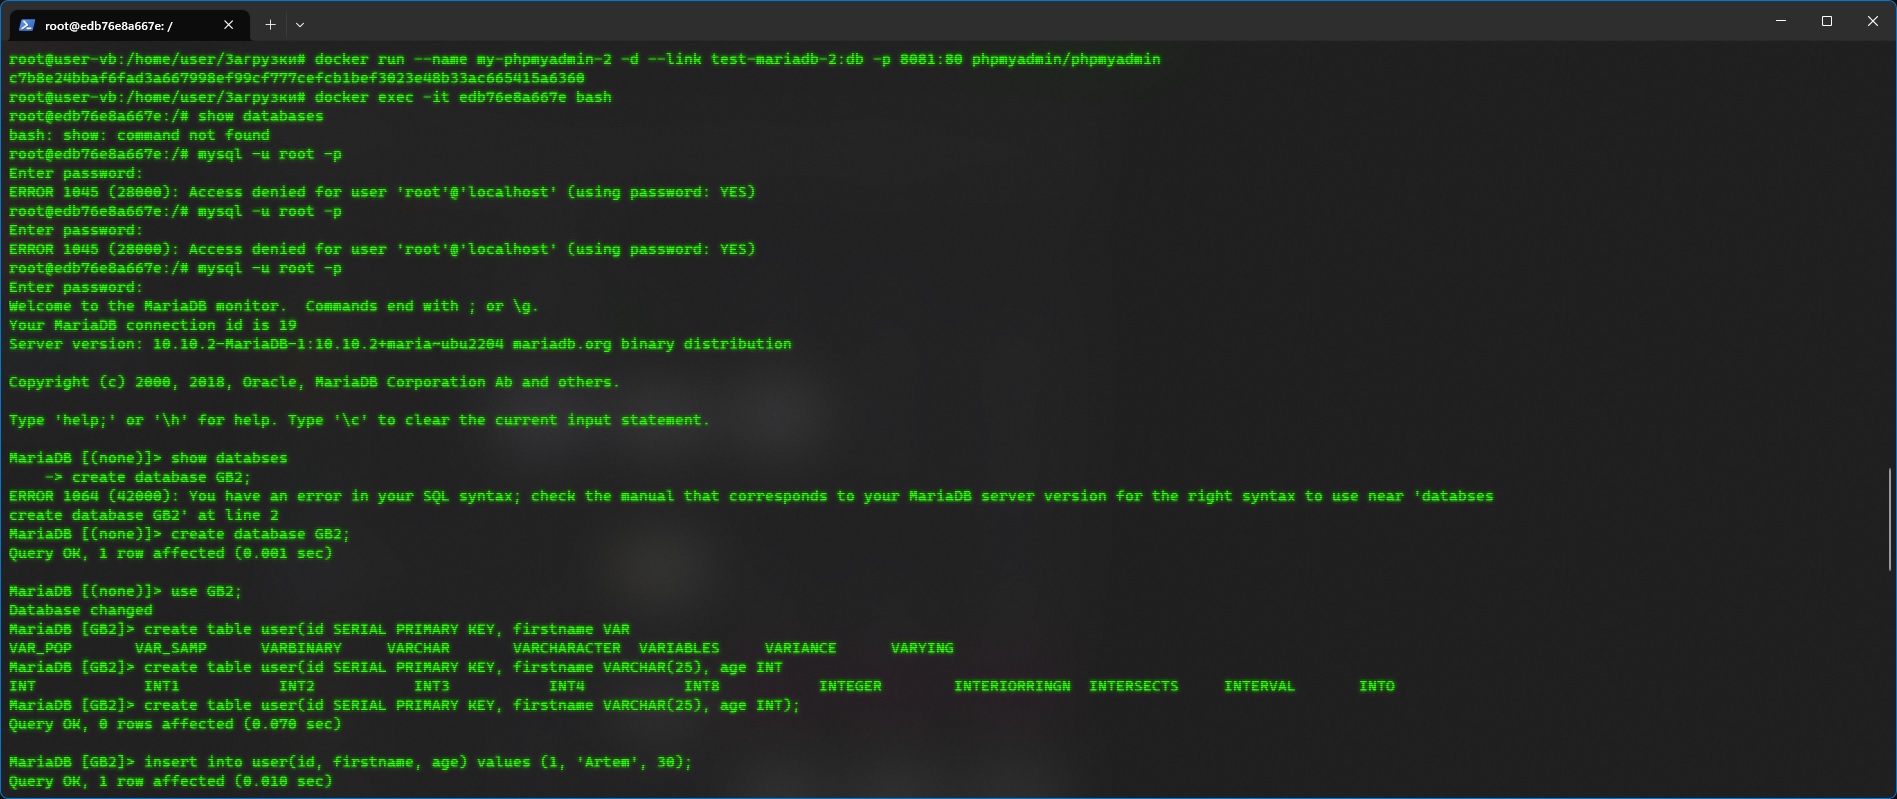 root@edb76e8a667e: /
root@user-vb:/home/user/Загрузки# docker run --name my-phpmyadmin-2 -d --link test-mariadb-2:db -p 8081:80 phpmyadmin/phpmyadmin
c7b8e24bbaf6fad3a667998ef99cf777cefcb1bef3023e48b33ac665415a6360
root@user-vb:/home/user/Загрузки# docker exec -it edb76e8a667e bash
root@edb76e8a667e:/# show databases
bash: show: command not found
root@edb76e8a667e:/# mysql -u root -p
Enter password:
ERROR 1045 (28000): Access denied for user 'root'@'localhost' (using password: YES)
root@edb76e8a667e:/# mysql -u root -p
Enter password:
ERROR 1045 (28000): Access denied for user 'root'@'localhost' (using password: YES)
root@edb76e8a667e:/# mysql -u root -p
Enter password:
Welcome to the MariaDB monitor.  Commands end with ; or \g.
Your MariaDB connection id is 19
Server version: 10.10.2-MariaDB-1:10.10.2+maria~ubu2204 mariadb.org binary distribution
Copyright (c) 2000, 2018, Oracle, MariaDB Corporation Ab and others.
Type 'help;' or '\h' for help. Type '\c' to clear the current input statement.
MariaDB [(none)]> show databses
    -> create database GB2;
ERROR 1064 (42000): You have an error in your SQL syntax; check the manual that corresponds to your MariaDB server version for the right syntax to use near 'databses
create database GB2' at line 2
MariaDB [(none)]> create database GB2;
Query OK, 1 row affected (0.001 sec)
MariaDB [(none)]> use GB2;
Database changed
MariaDB [GB2]> create table user(id SERIAL PRIMARY KEY, firstname VAR
VAR_POP       VAR_SAMP      VARBINARY     VARCHAR       VARCHARACTER  VARIABLES     VARIANCE      VARYING
MariaDB [GB2]> create table user(id SERIAL PRIMARY KEY, firstname VARCHAR(25), age INT
INT            INT1           INT2           INT3           INT4           INT8           INTEGER        INTERIORRINGN  INTERSECTS     INTERVAL       INTO
MariaDB [GB2]> create table user(id SERIAL PRIMARY KEY, firstname VARCHAR(25), age INT);
Query OK, 0 rows affected (0.070 sec)
MariaDB [GB2]> insert into user(id, firstname, age) values (1, 'Artem', 30);
Query OK, 1 row affected (0.010 sec)